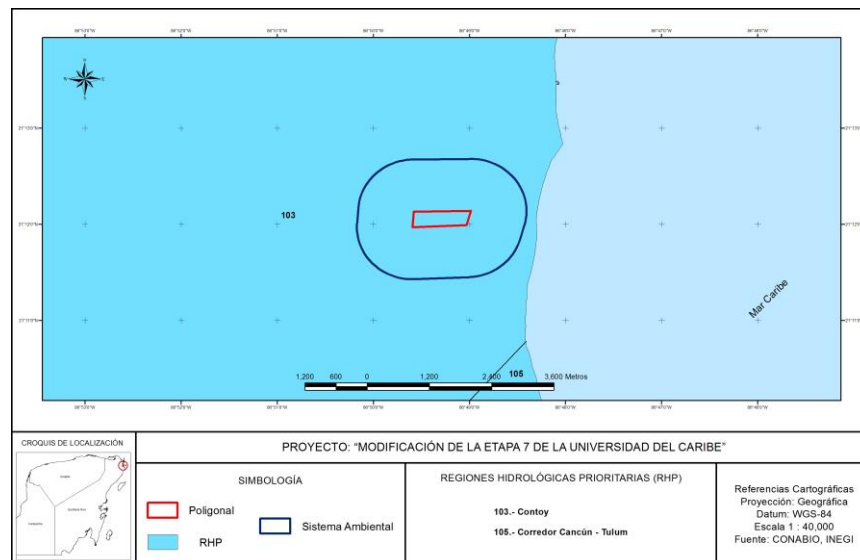 103
Mar Caribe
105
1,200 600 0 1,200 2,400 3,600 Metros
CROQUIS DE LOCALIZACIÓN
PROYECTO: "MODIFICACIÓN DE LA ETAPA 7 DE LA UNIVERSIDAD DEL CARIBE"
SIMBOLOGÍA
Poligonal
Sistema Ambiental
RHP
REGIONES HIDROLÓGICAS PRIORITARIAS (RHP)
103.- Contoy
105.- Corredor Cancún - Tulum
Referencias Cartográficas
Proyección: Geográfica
Datum: WGS-84
Escala 1 : 40,000
Fuente: CONABIO, INEGI